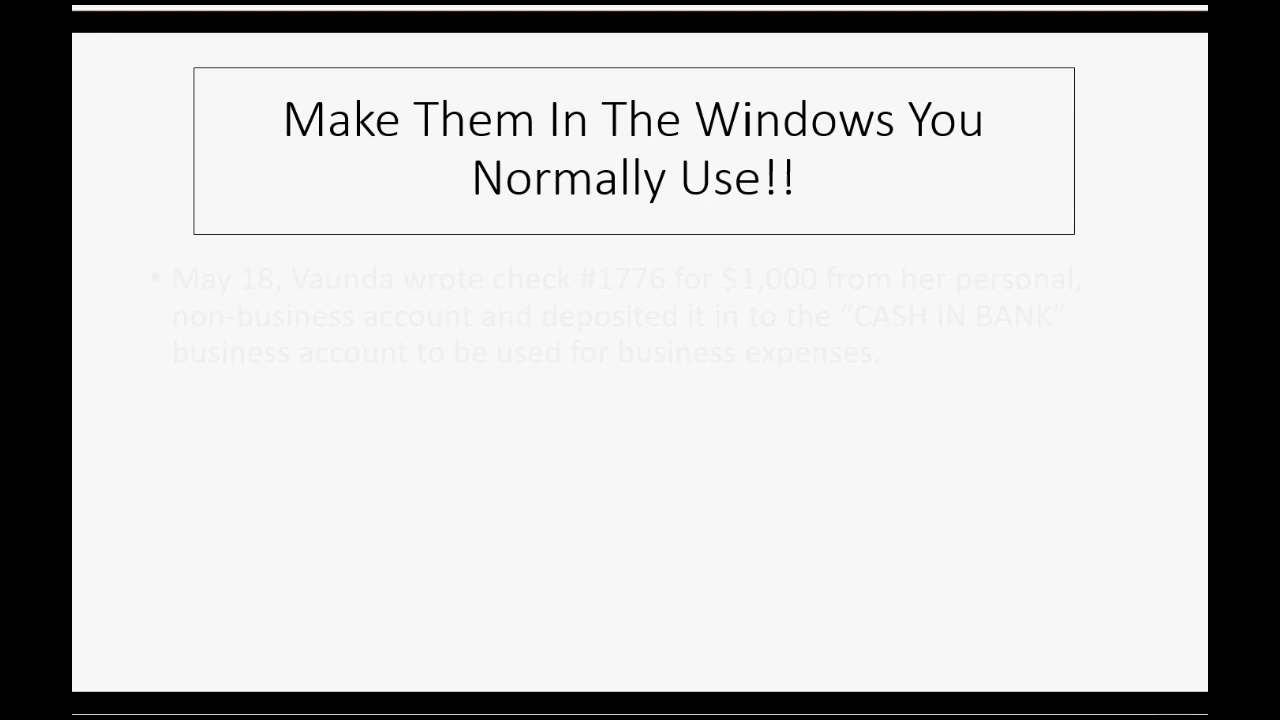 Make Them In The Windows You
Normally Use!!
• May 18, Vaunda wrote check #1776 for $1,000 from her personal,
non-business account and deposited it in to the “CASH IN BANK”
business account to be used for business expenses.